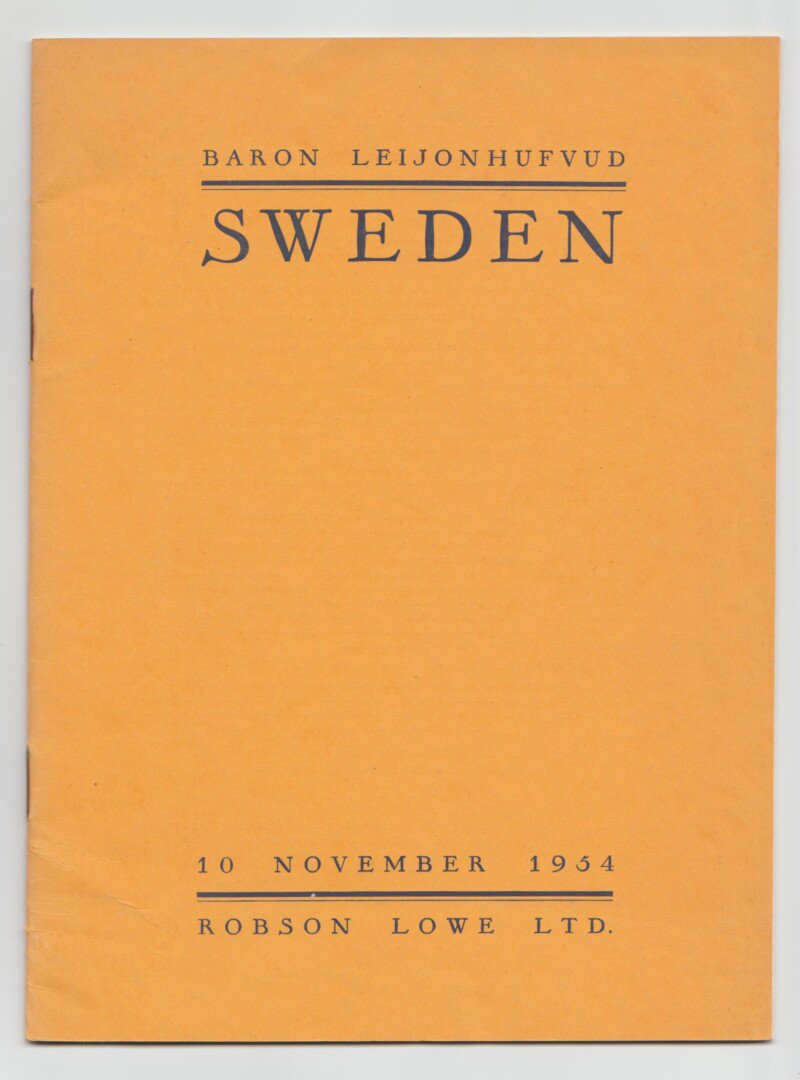 BARON LEIJONHUFVUD
SWEDEN
10 NOVEMBER 1954
ROBSON LOWE LTD.